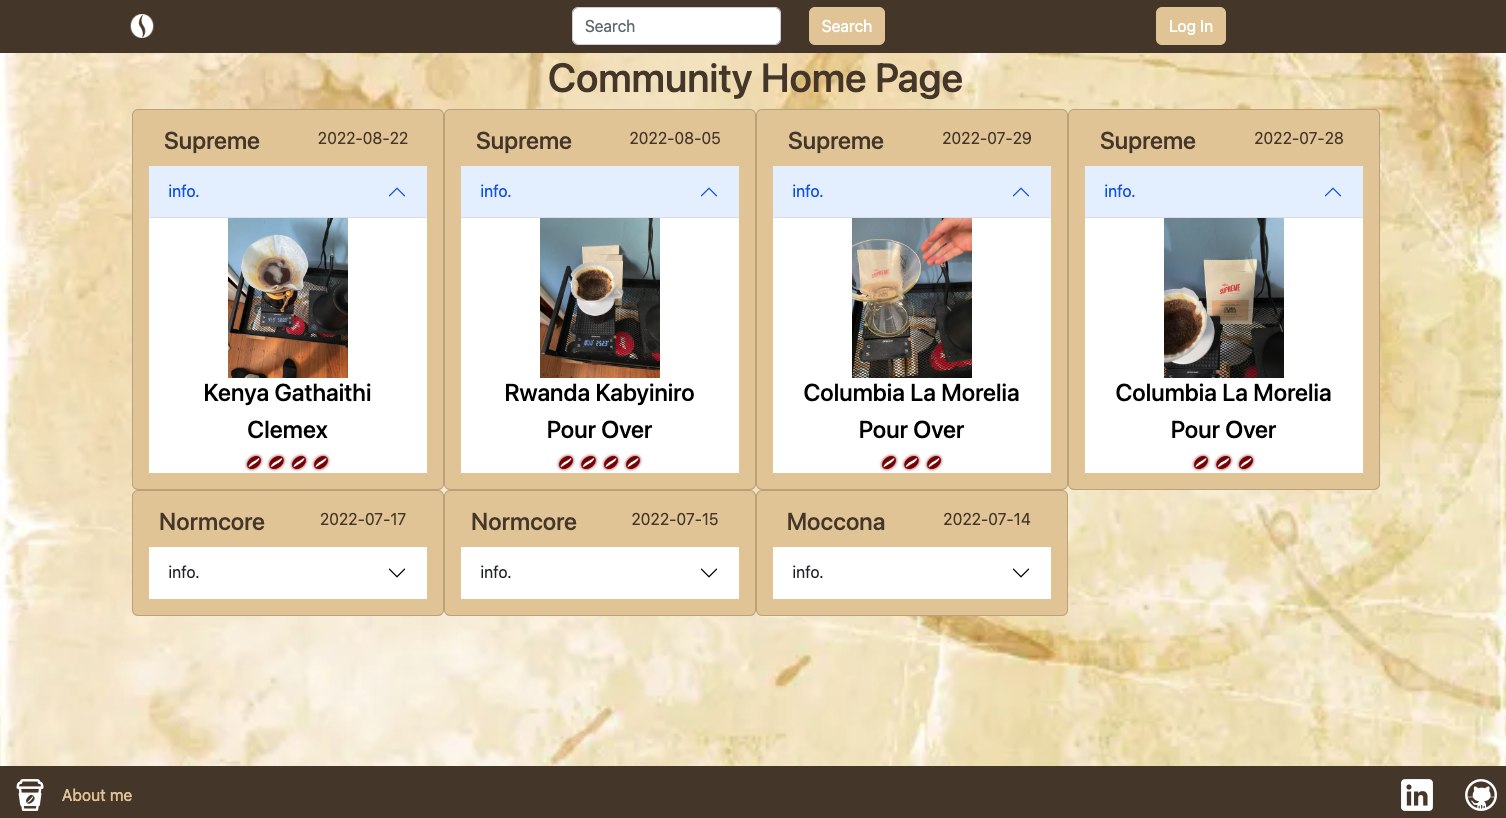 Search Search Log In
Community Home Page
Supreme 2022-08-22
info.
Kenya Gathaithi
Clemex
Supreme 2022-08-05
info.
Rwanda Kabyiniro
Pour Over
Supreme 2022-07-29
info.
SUPREME
Columbia La Morelia
Pour Over
Supreme 2022-07-28
info.
SUPREME
Columbia La Morelia
Pour Over
Normcore 2022-07-17
info.
Normcore 2022-07-15
info.
Moccona 2022-07-14
info.
About me
in